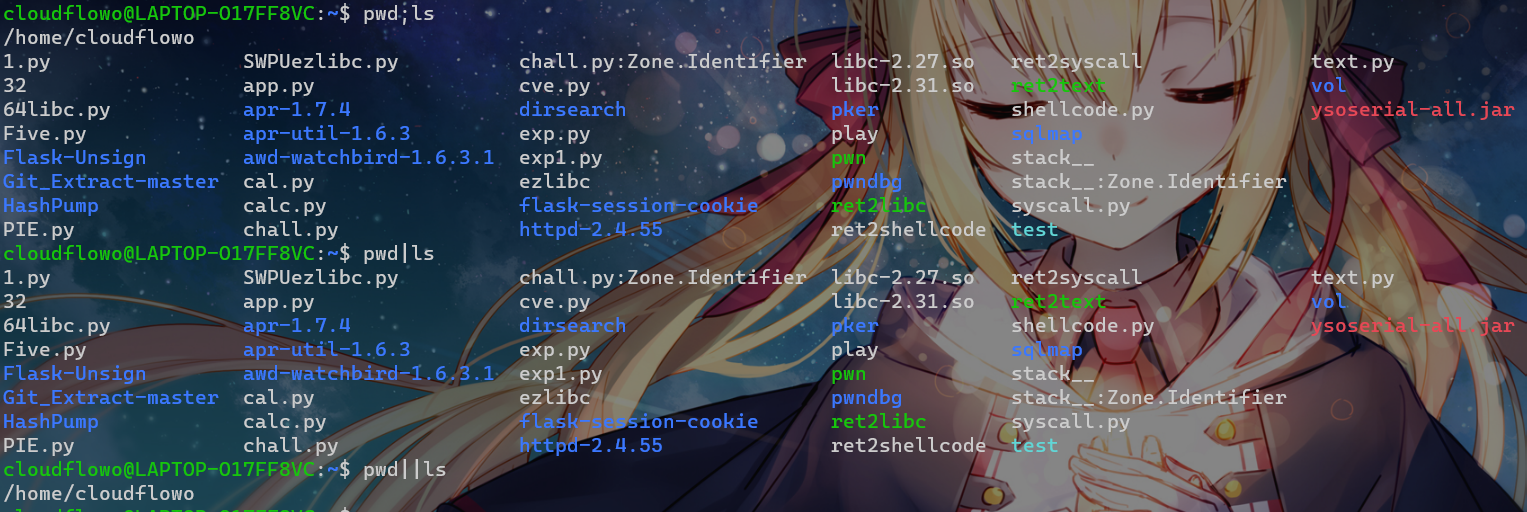 cloudflowo@LAPTOP-O17FF8VC:~$ pwd;ls
/home/cloudflowo
1.py SWPUezlibc.py chall.py:Zone.Identifier libc-2.27.so ret2syscall text.py
32 app.py cve.py libc-2.31.so ret2text vol
64libc.py apr-1.7.4 dirsearch pker shellcode.py ysoserial-all.jar
Five.py apr-util-1.6.3 exp.py play sqlmap
Flask-Unsign awd-watchbird-1.6.3.1 exp1.py pwn stack__
Git_Extract-master cal.py ezlibc pwndbg stack__:Zone.Identifier
HashPump calc.py flask-session-cookie ret2libc syscall.py
PIE.py chall.py httpd-2.4.55 ret2shellcode test
cloudflowo@LAPTOP-O17FF8VC:~$ pwd|ls
1.py SWPUezlibc.py chall.py:Zone.Identifier libc-2.27.so ret2syscall text.py
32 app.py cve.py libc-2.31.so ret2text vol
64libc.py apr-1.7.4 dirsearch pker shellcode.py ysoserial-all.jar
Five.py apr-util-1.6.3 exp.py play sqlmap
Flask-Unsign awd-watchbird-1.6.3.1 exp1.py pwn stack__
Git_Extract-master cal.py ezlibc pwndbg stack__:Zone.Identifier
HashPump calc.py flask-session-cookie ret2libc syscall.py
PIE.py chall.py httpd-2.4.55 ret2shellcode test
cloudflowo@LAPTOP-O17FF8VC:~$ pwd||ls
/home/cloudflowo